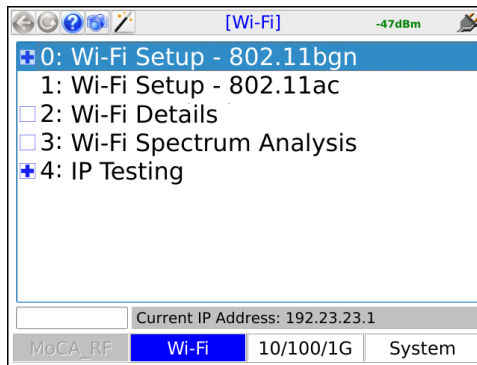 [Wi-Fi] -47dBm
0: Wi-Fi Setup - 802.11bgn
1: Wi-Fi Setup - 802.11ac
2: Wi-Fi Details
3: Wi-Fi Spectrum Analysis
4: IP Testing
Current IP Address: 192.23.23.1
MoCA_RF Wi-Fi 10/100/1G System